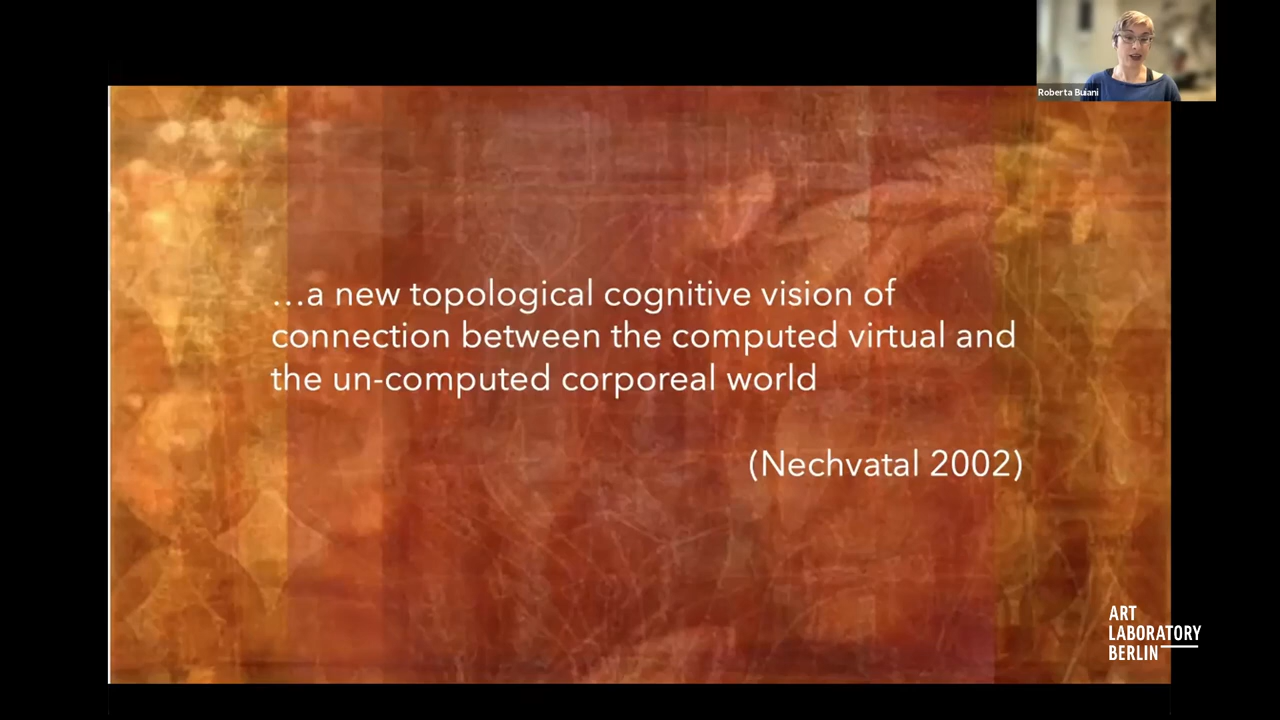 Roberta Buiani
…a new topological cognitive vision of
connection between the computed virtual and
the un-computed corporeal world
(Nechvatal 2002)
ART
LABORATORY
BERLIN